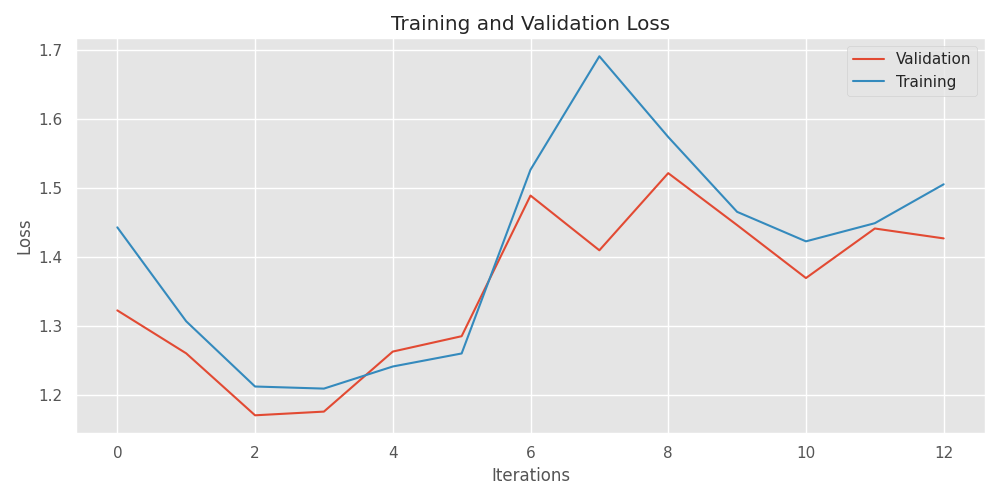 Training and Validation Loss
1.7
1.6
1.5
1.4
1.3
1.2
Loss
Validation
Training
0 2 4 6 8 10 12
Iterations